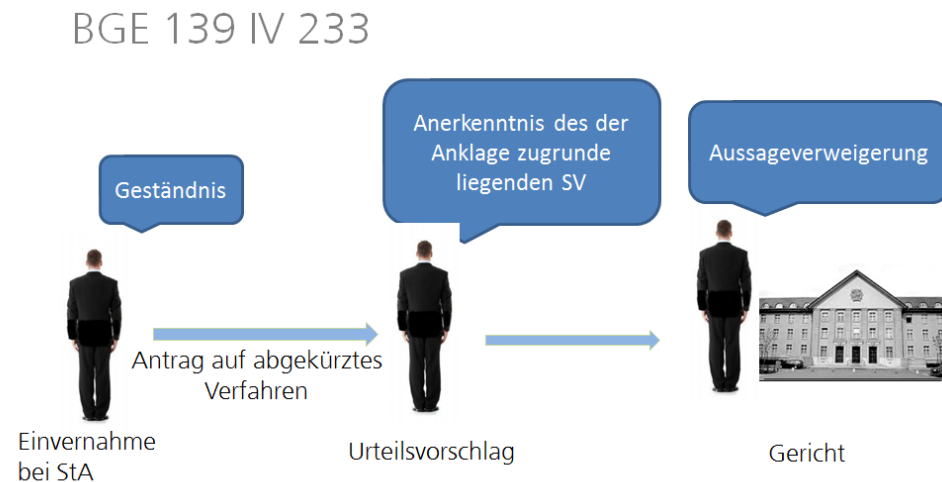 BGE 139 IV 233
Geständnis
Anerkenntnis des der
Anklage zugrunde
liegenden SV
Aussageverweigerung
Antrag auf abgekürztes
Verfahren
Einvernahme
bei StA
Urteilsvorschlag
Gericht